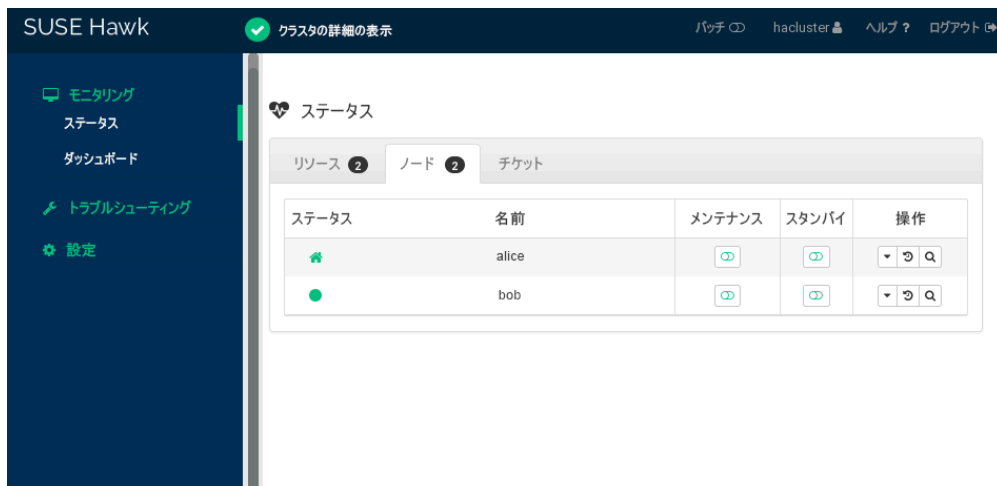 SUSE Hawk
クラスタの詳細の表示
バッチ
hacluster
ヘルプ ?
ログアウト
モニタリング
ステータス
ダッシュボード
トラブルシューティング
設定
ステータス
リソース 2
ノード 2
チケット
ステータス 名前 メンテナンス スタンバイ 操作
alice
bob